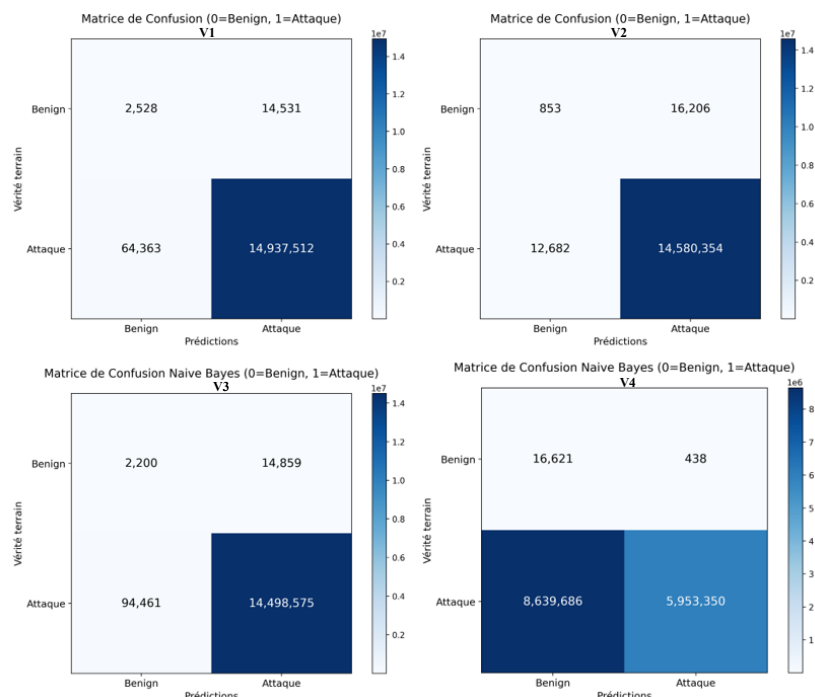 Matrice de Confusion (0=Benign, 1=Attaque)
V1
1e7
Benign
2,528
14,531
1.4
1.2
1.0
0.8
0.6
0.4
0.2
Vérité terrain
Attaque
64,363
14,937,512
Benign
Attaque
Prédictions
Matrice de Confusion (0=Benign, 1=Attaque)
V2
1e7
Benign
853
16,206
1.4
1.2
1.0
0.8
0.6
0.4
0.2
Vérité terrain
Attaque
12,682
14,580,354
Benign
Attaque
Prédictions
Matrice de Confusion Naive Bayes (0=Benign, 1=Attaque)
V3
1e7
Benign
2,200
14,859
1.4
1.2
1.0
0.8
0.6
0.4
0.2
Vérité terrain
Attaque
94,461
14,498,575
Benign
Attaque
Prédictions
Matrice de Confusion Naive Bayes (0=Benign, 1=Attaque)
V4
1e6
Benign
16,621
438
8
7
6
5
4
3
2
1
Vérité terrain
Attaque
8,639,686
5,953,350
Benign
Attaque
Prédictions